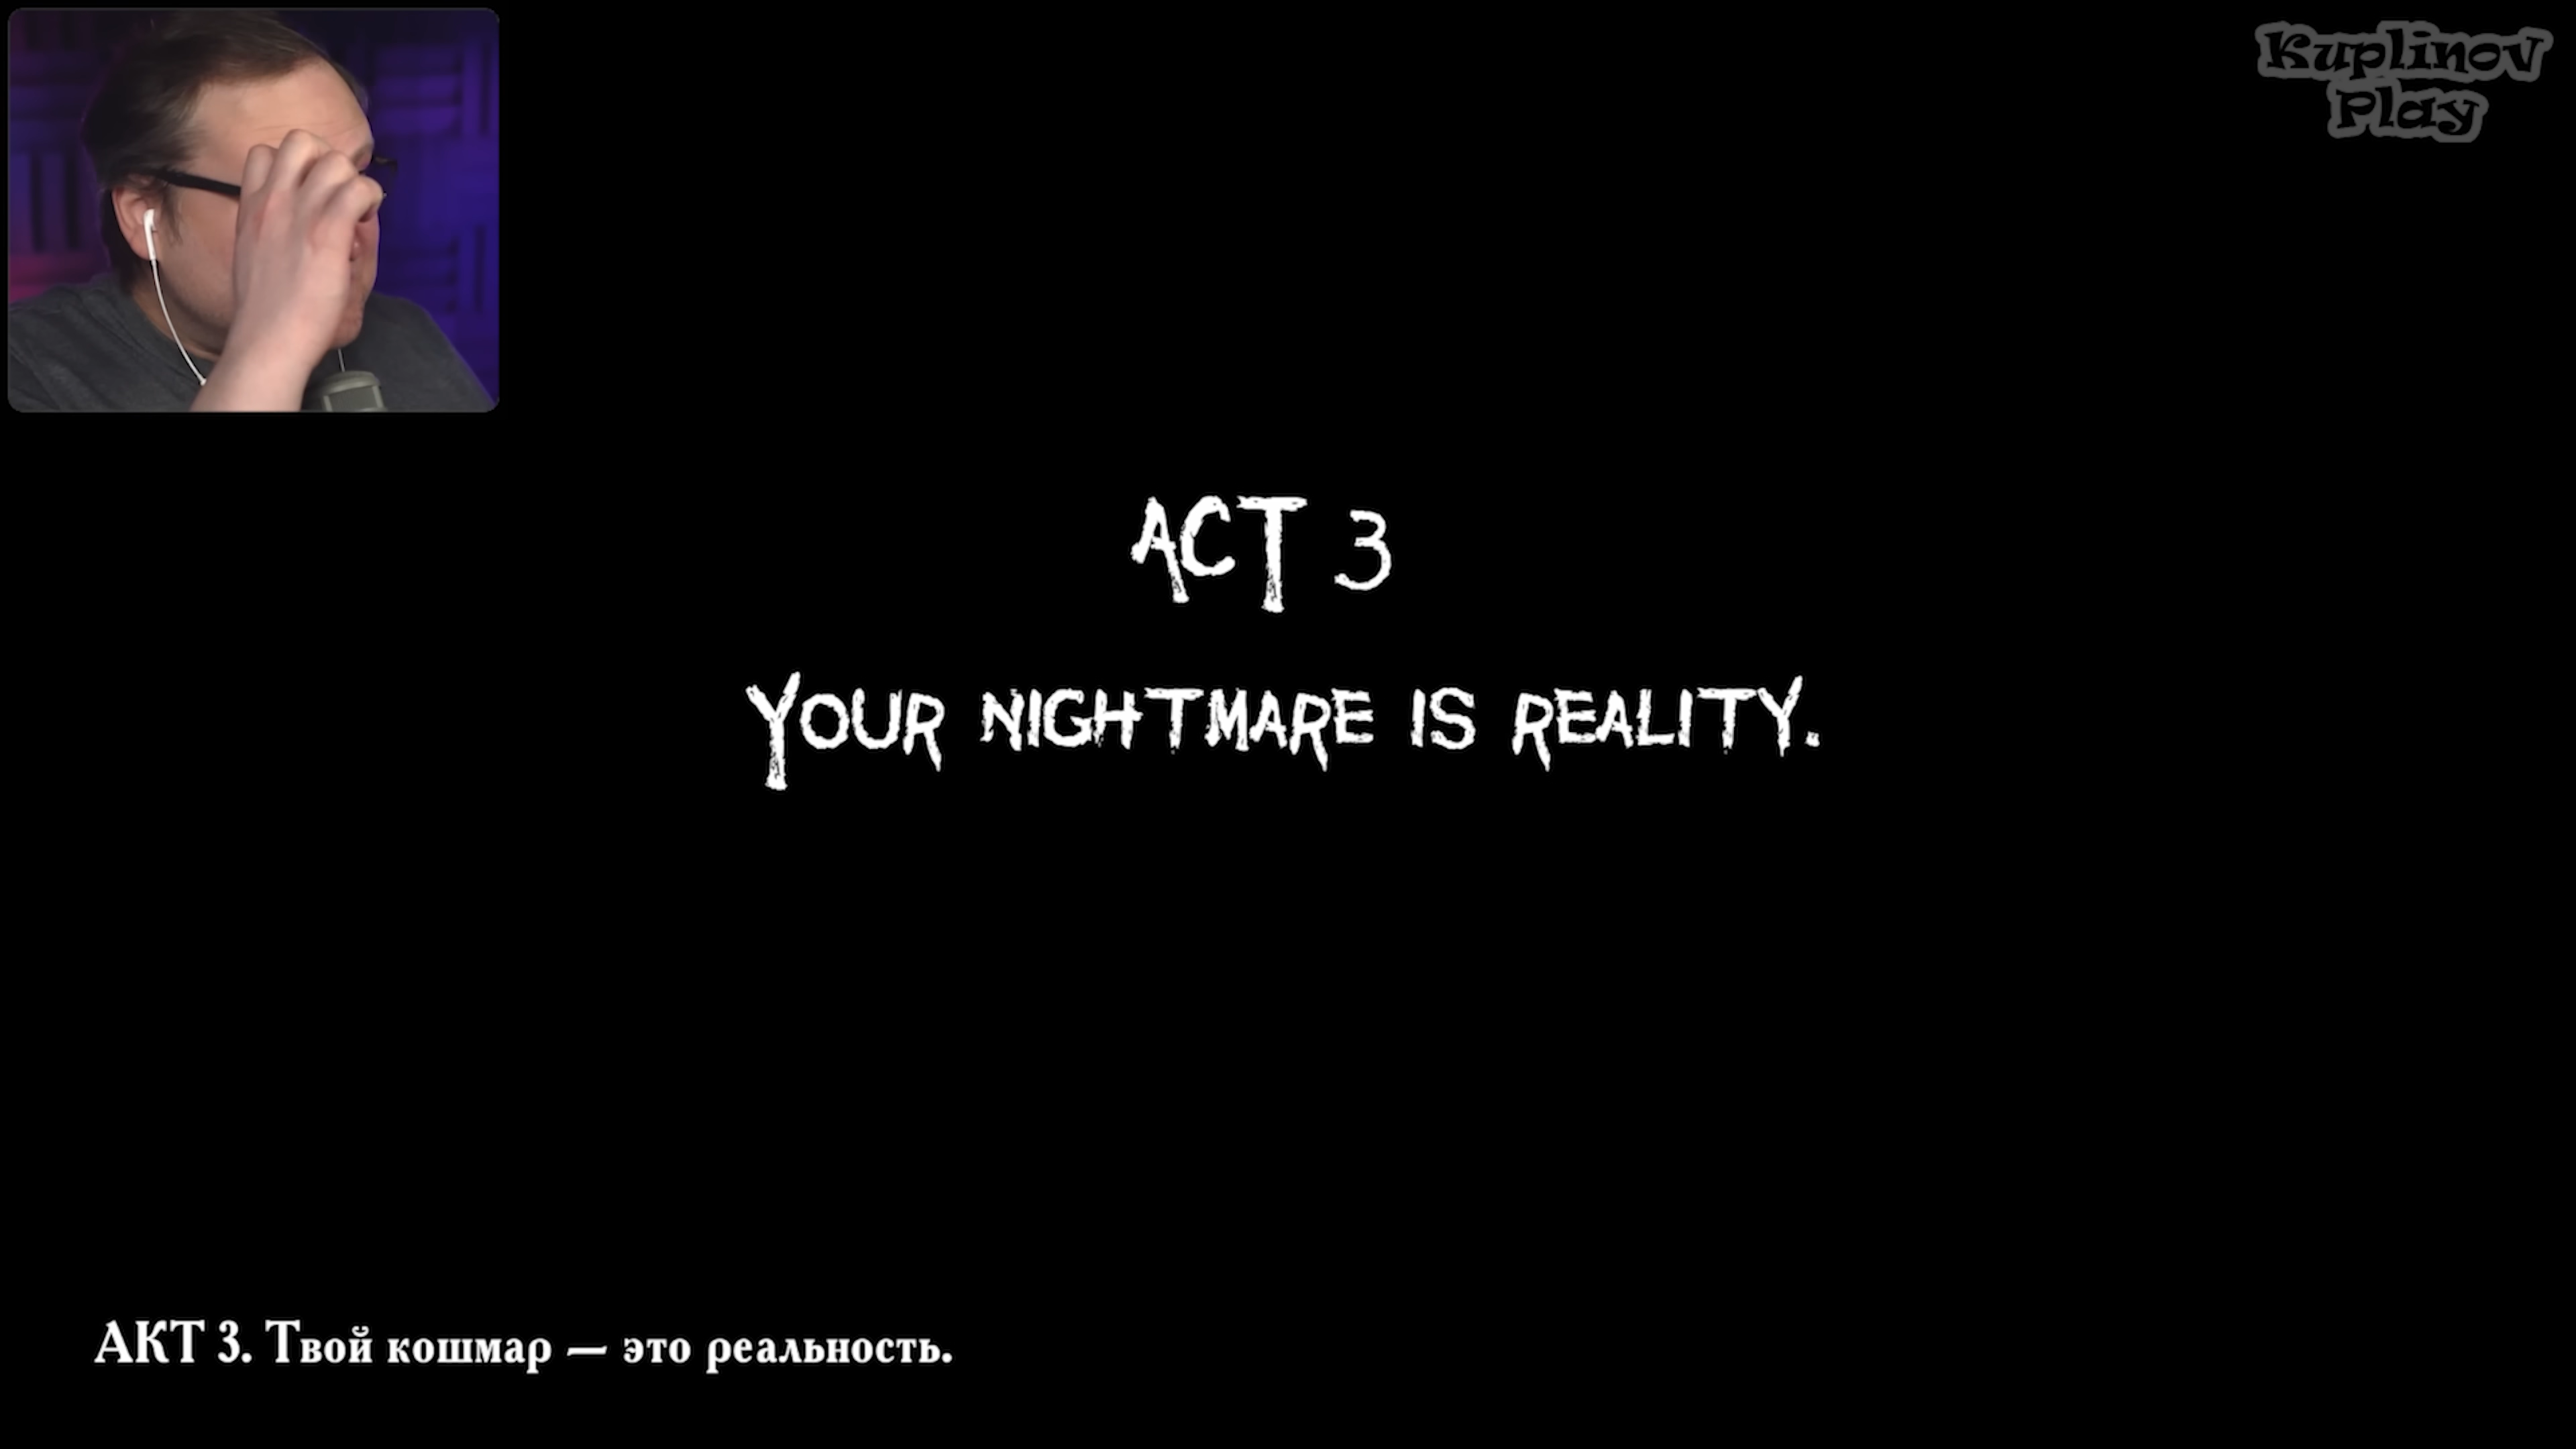 Kuplinov
Play
ACT 3
YOUR NIGHTMARE IS REALITY.
АКТ 3. Твой кошмар — это реальность.